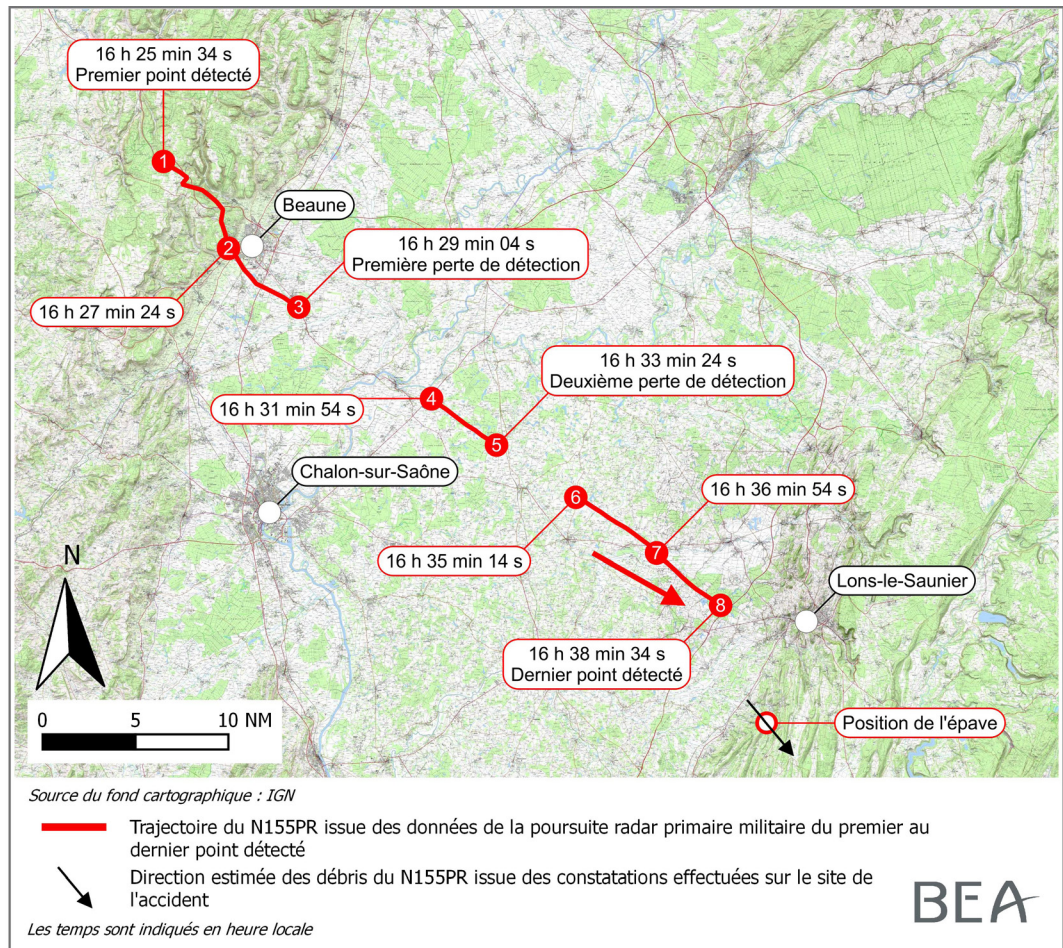 16 h 25 min 34 s
Premier point détecté
1
Beaune
2
16 h 29 min 04 s
Première perte de détection
16 h 27 min 24 s
3
16 h 33 min 24 s
Deuxième perte de détection
16 h 31 min 54 s
4
5
Chalon-sur-Saône
6
16 h 36 min 54 s
N
16 h 35 min 14 s
7
Lons-le-Saunier
8
16 h 38 min 34 s
Dernier point détecté
0 5 10 NM
Position de l'épave
Source du fond cartographique : IGN
Trajectoire du N155PR issue des données de la poursuite radar primaire militaire du premier au
dernier point détecté
Direction estimée des débris du N155PR issue des constatations effectuées sur le site de
l'accident
BEA
Les temps sont indiqués en heure locale